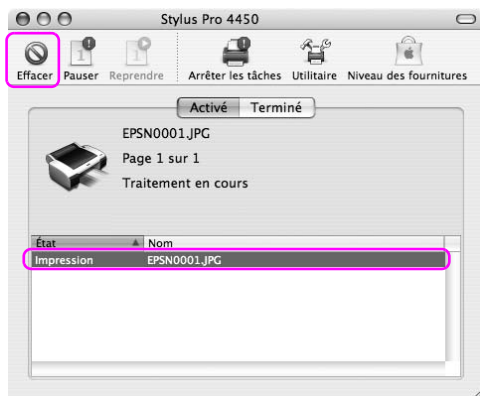 Stylus Pro 4450
Effacer Pauser Reprendre Arrêter les tâches Utilitaire Niveau des fournitures
Activé Terminé
EPSN0001.JPG
Page 1 sur 1
Traitement en cours
État Nom
Impression EPSN0001.JPG